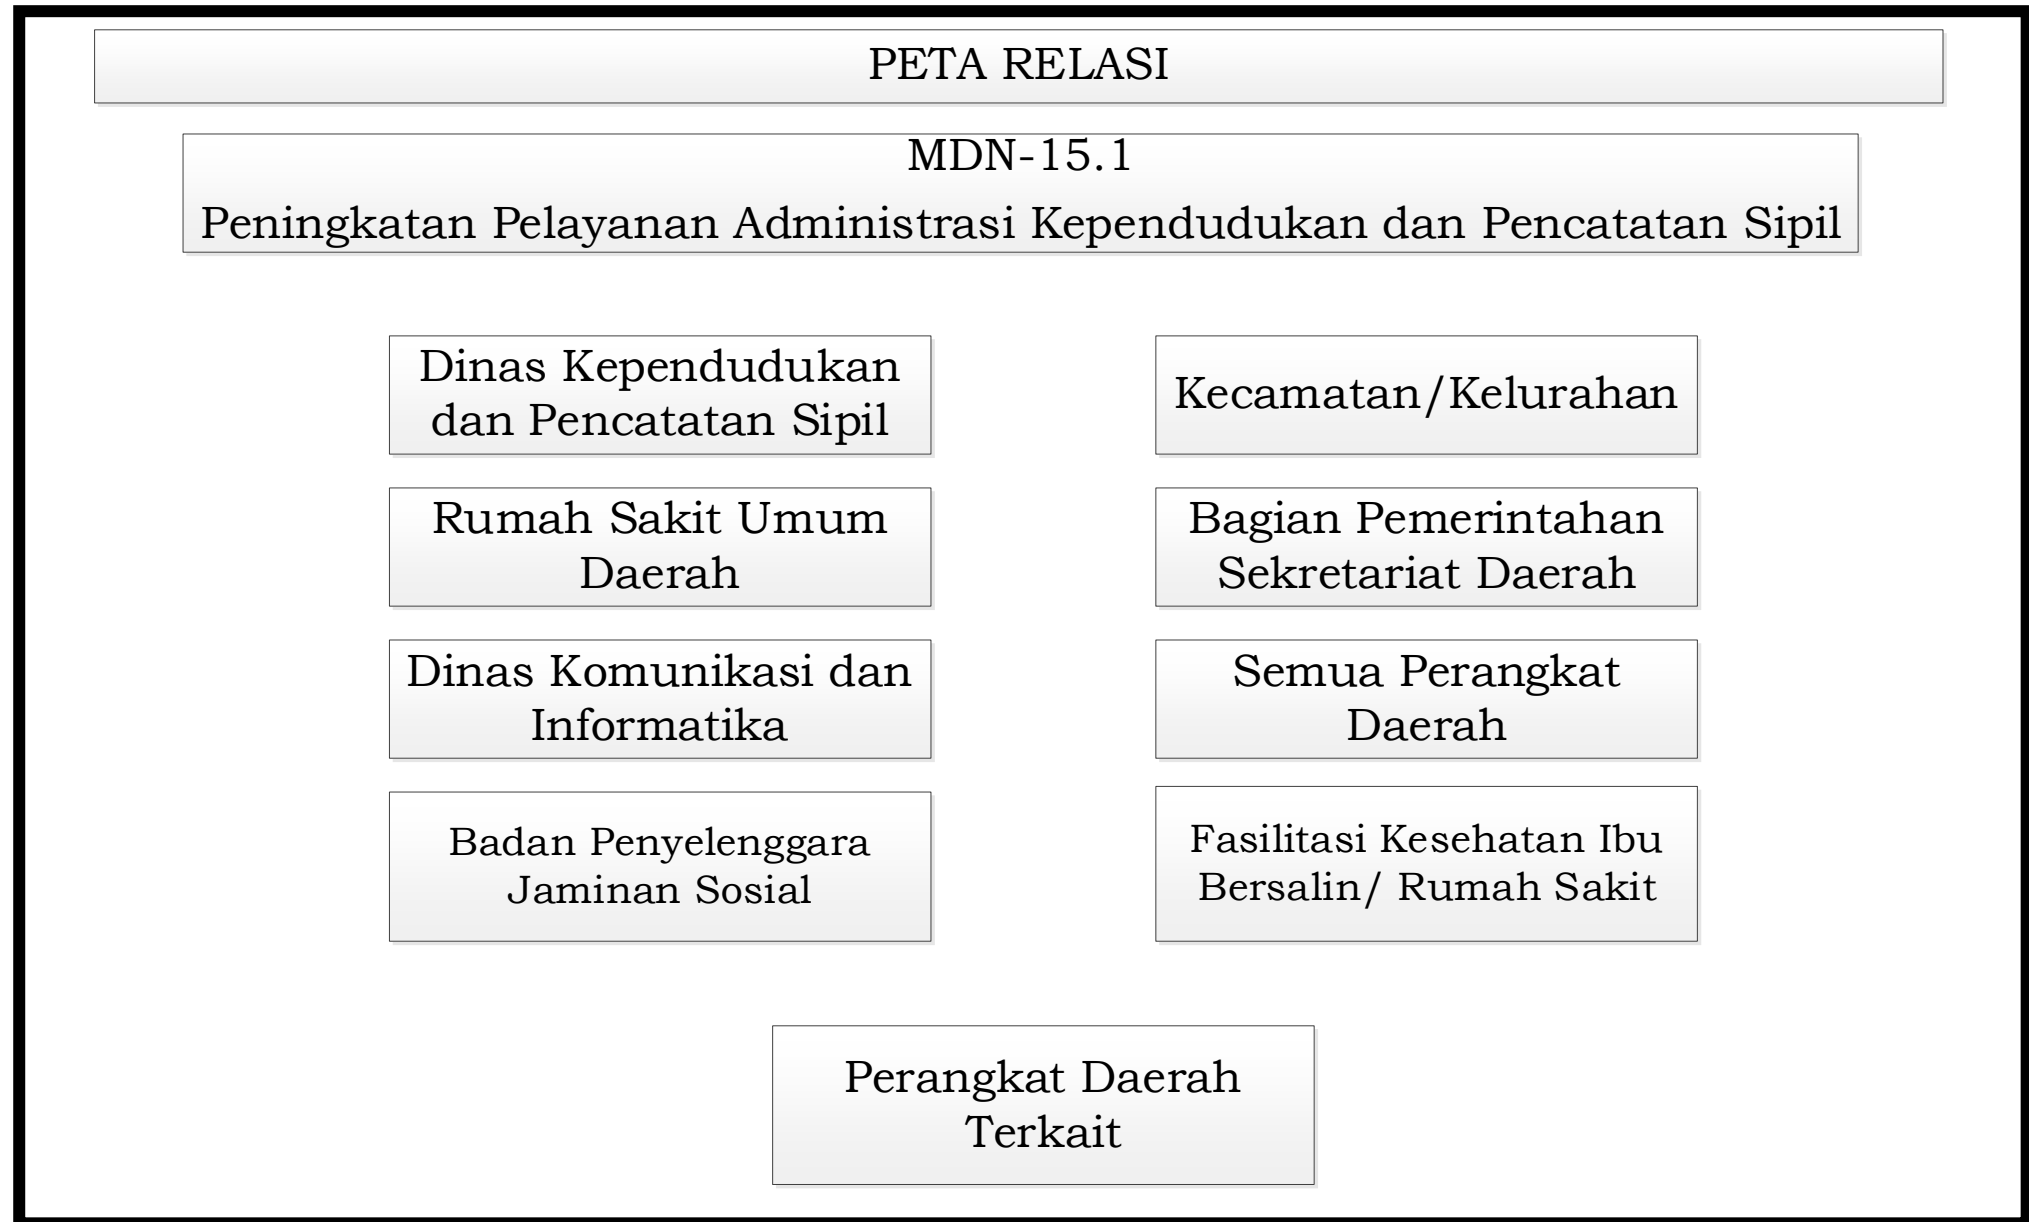 PETA RELASI
MDN-15.1
Peningkatan Pelayanan Administrasi Kependudukan dan Pencatatan Sipil
Dinas Kependudukan
dan Pencatatan Sipil
Kecamatan/Kelurahan
Rumah Sakit Umum
Daerah
Bagian Pemerintahan
Sekretariat Daerah
Dinas Komunikasi dan
Informatika
Semua Perangkat
Daerah
Badan Penyelenggara
Jaminan Sosial
Fasilitasi Kesehatan Ibu
Bersalin/ Rumah Sakit
Perangkat Daerah
Terkait